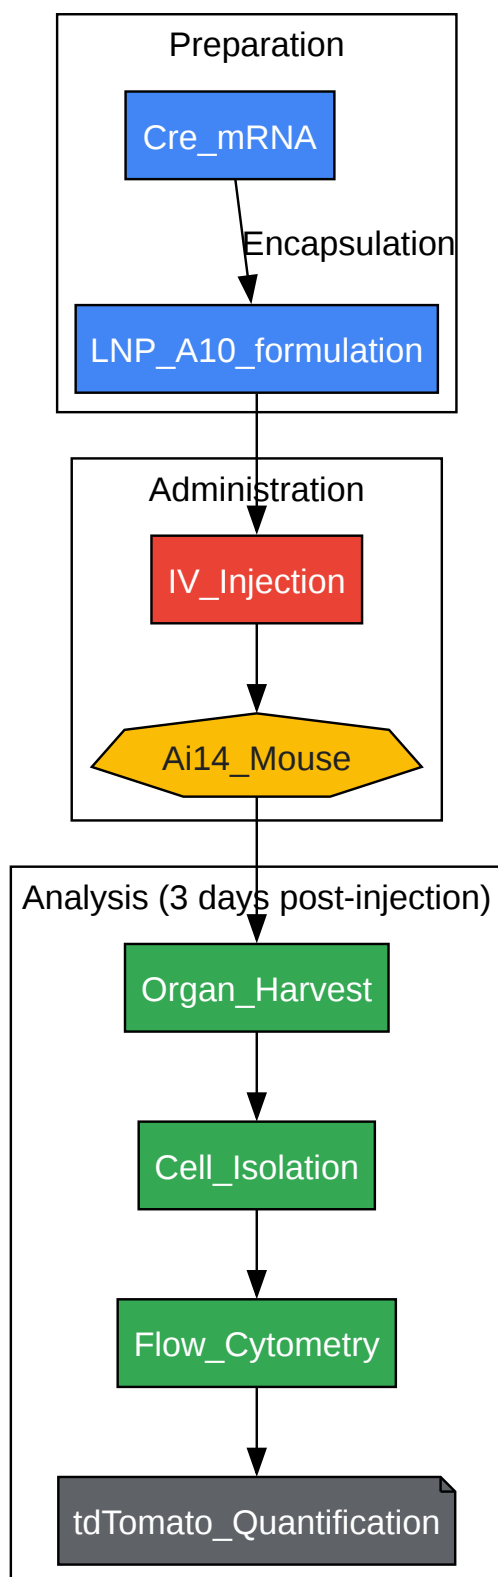 Preparation
Cre_mRNA
Encapsulation
LNP_A10_formulation
Administration
IV_Injection
Ai14_Mouse
Analysis (3 days post-injection)
Organ_Harvest
Cell_Isolation
Flow_Cytometry
tdTomato_Quantification